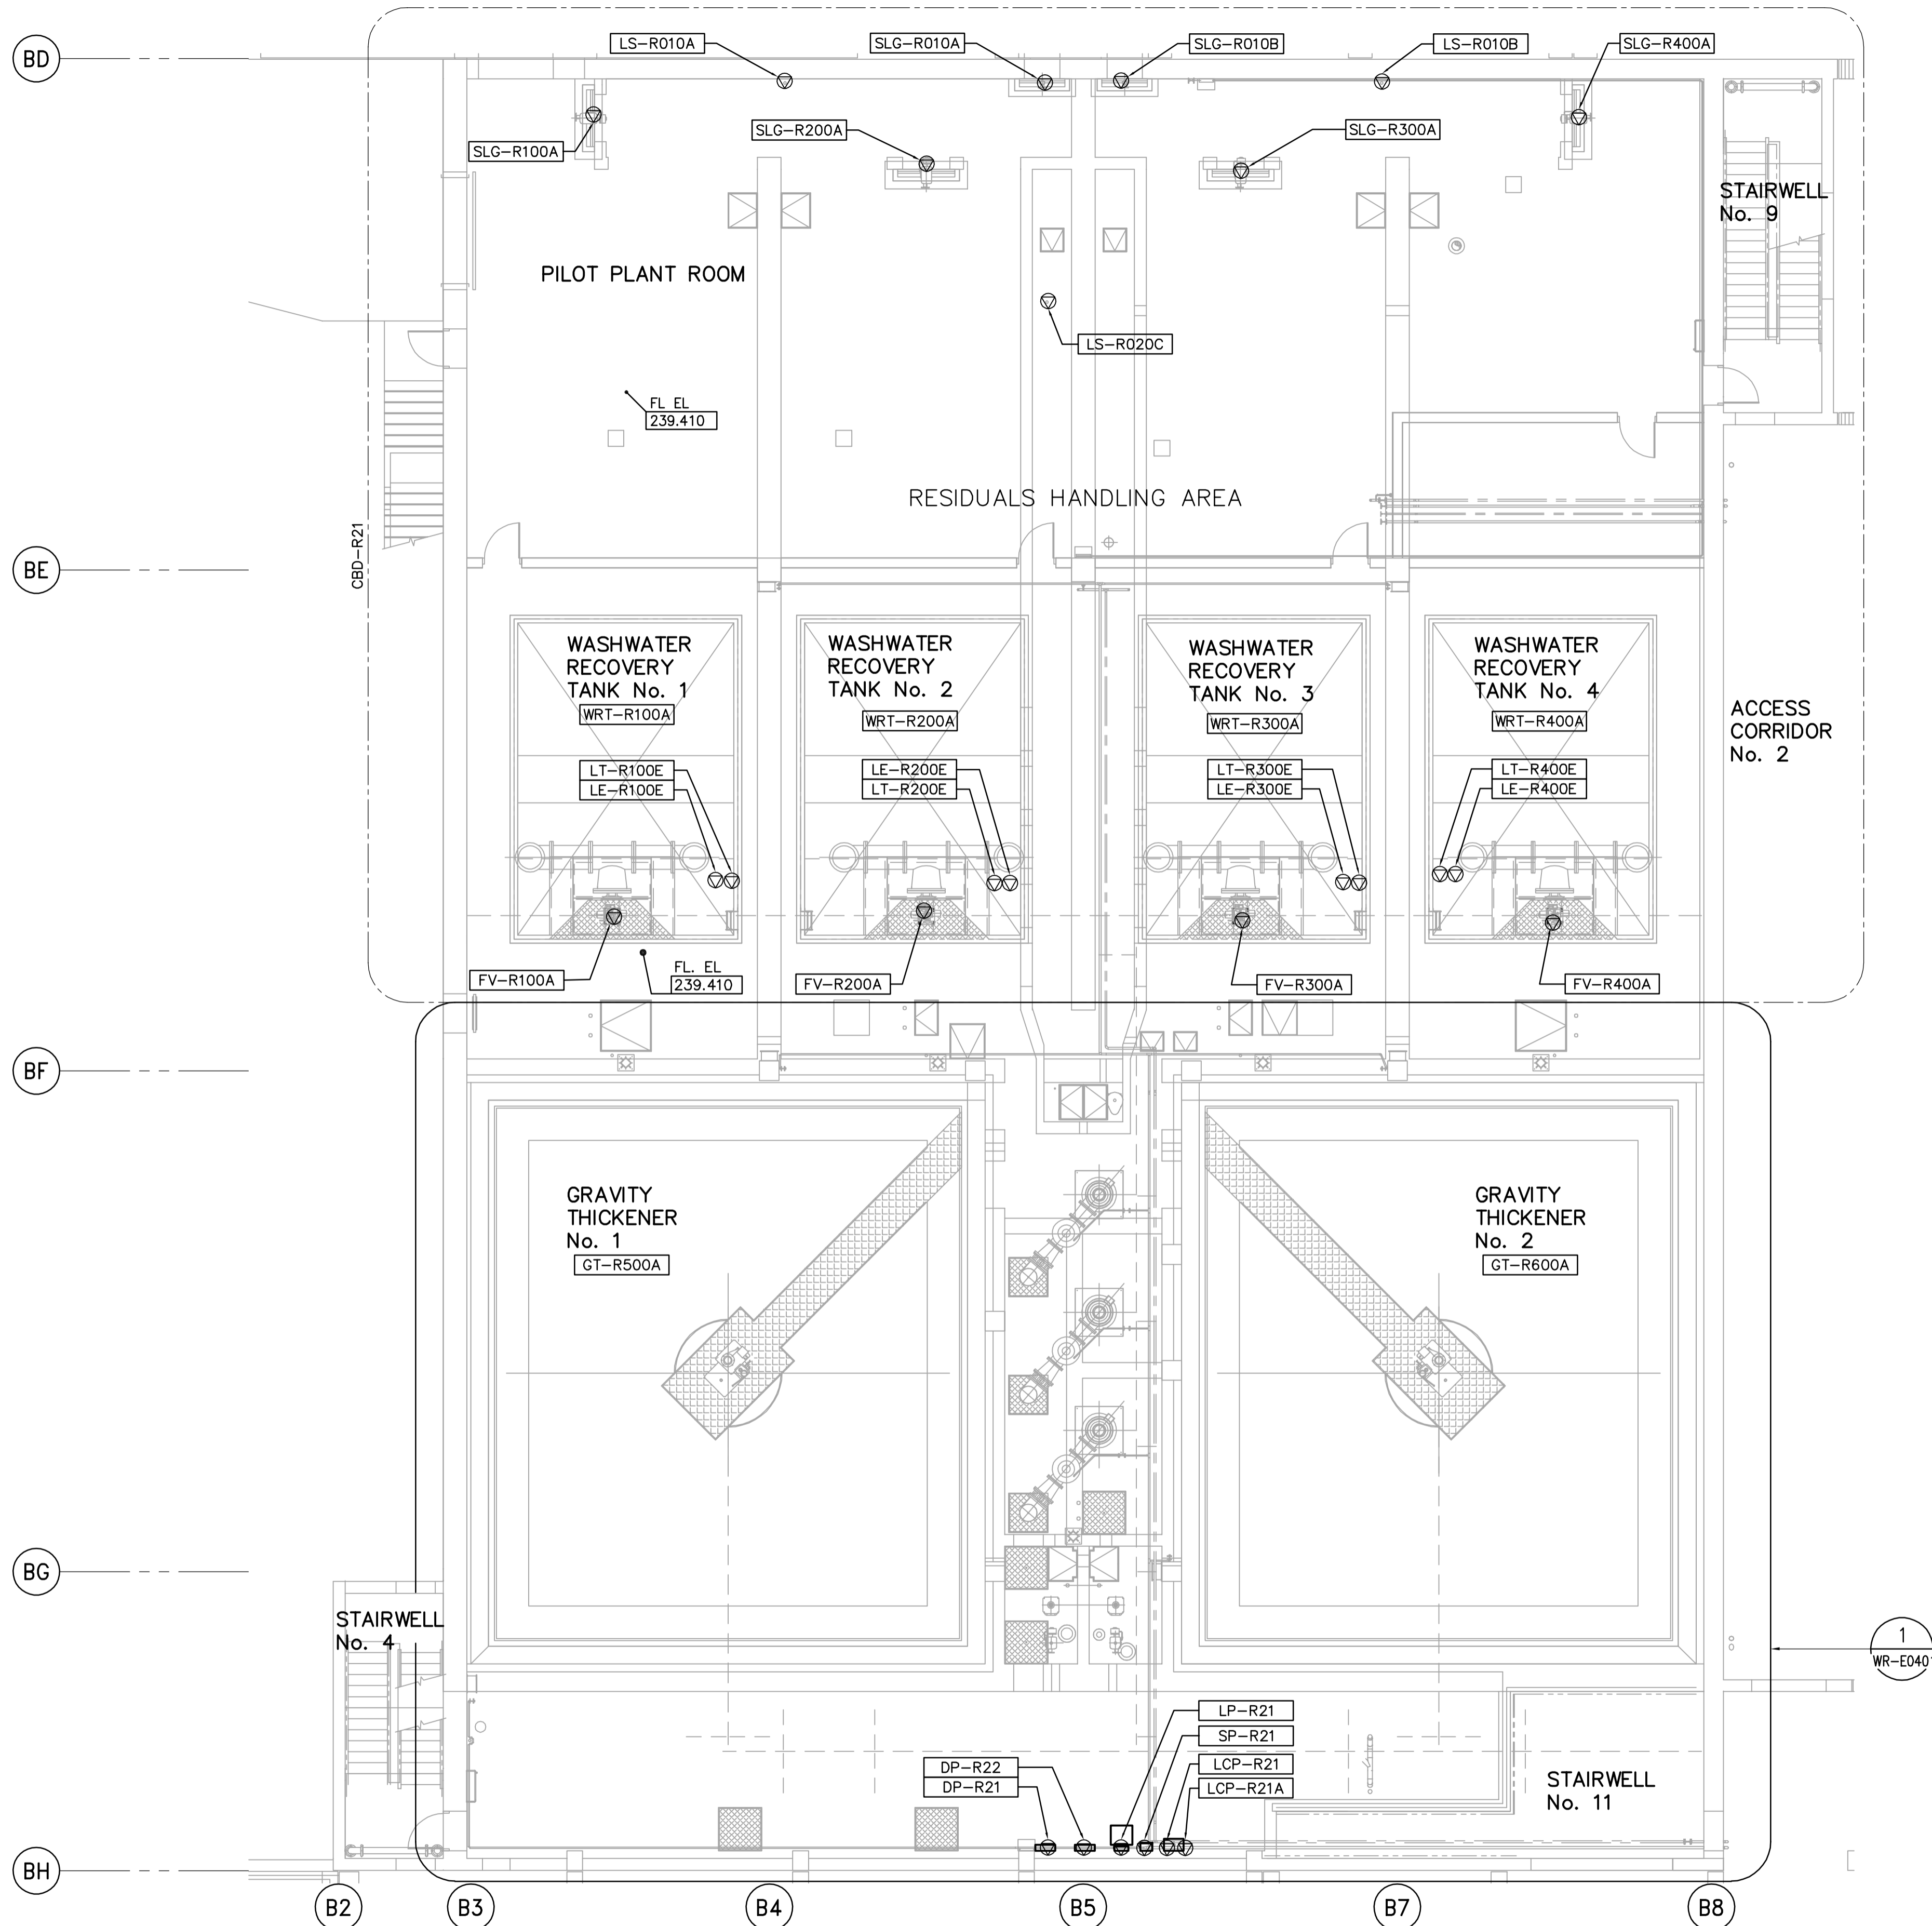 BD
LS-R010A
SLG-R010A
SLG-R010B
LS-R010B
SLG-R400A
SLG-R100A
SLG-R200A
SLG-R300A
STAIRWELL
No. 9
PILOT PLANT ROOM
LS-R020C
FL EL
239.410
RESIDUALS HANDLING AREA
CBD-R21
BE
WASHWATER
RECOVERY
TANK No. 1
WRT-R100A
WASHWATER
RECOVERY
TANK No. 2
WRT-R200A
WASHWATER
RECOVERY
TANK No. 3
WRT-R300A
WASHWATER
RECOVERY
TANK No. 4
WRT-R400A
ACCESS
CORRIDOR
No. 2
LT-R100E
LE-R100E
LE-R200E
LT-R200E
LT-R300E
LE-R300E
LT-R400E
LE-R400E
FV-R100A
FL. EL
239.410
FV-R200A
FV-R300A
FV-R400A
BF
GRAVITY
THICKENER
No. 1
GT-R500A
GRAVITY
THICKENER
No. 2
GT-R600A
BG
STAIRWELL
No. 4
1
WR-E0401
LP-R21
SP-R21
LCP-R21
LCP-R21A
DP-R22
DP-R21
STAIRWELL
No. 11
BH
B2
B3
B4
B5
B7
B8